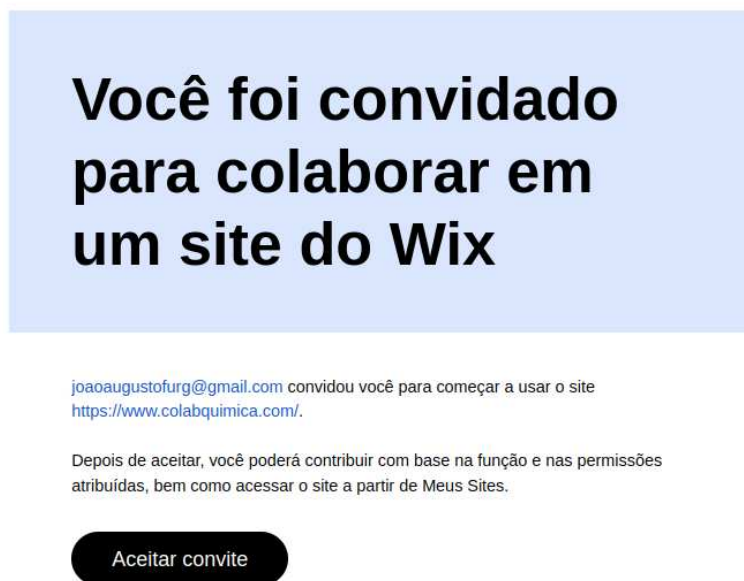 Você foi convidado
para colaborar em
um site do Wix
joaoaugustofurg@gmail.com convidou você para começar a usar o site
https://www.colabquimica.com/.
Depois de aceitar, você poderá contribuir com base na função e nas permissões
atribuídas, bem como acessar o site a partir de Meus Sites.
Aceitar convite